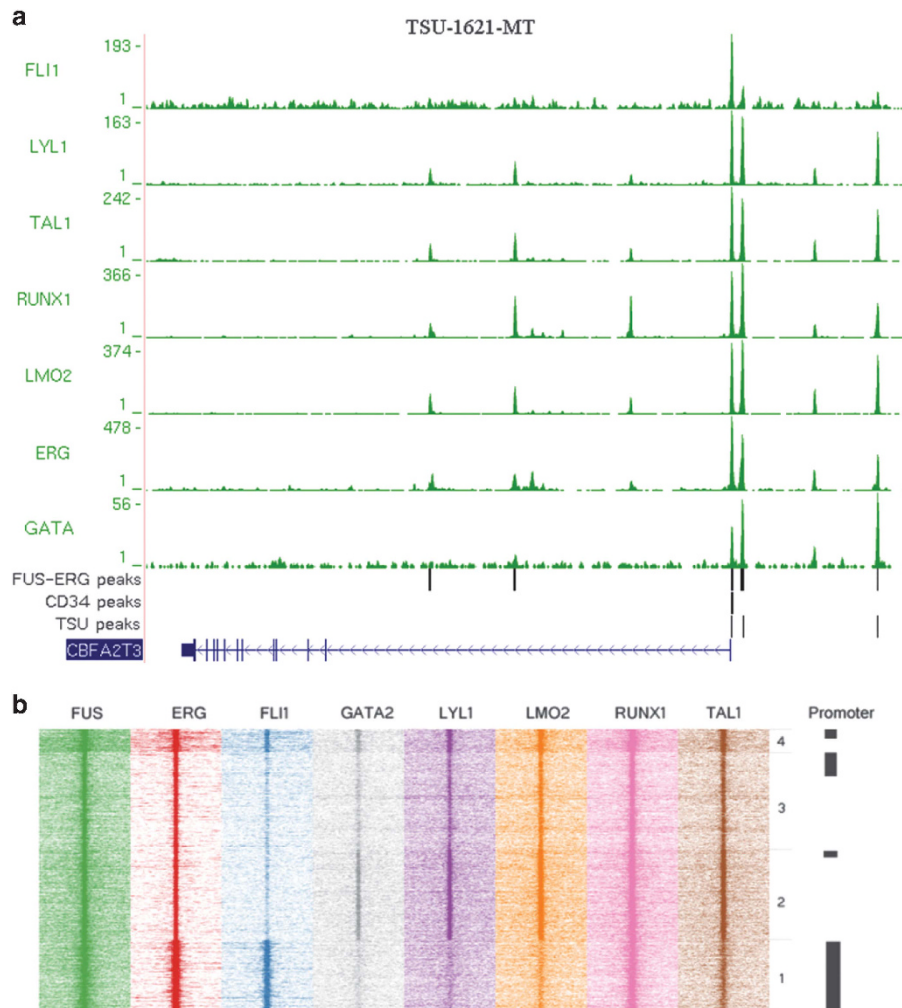 a
TSU-1621-MT
193 -
FLI1
1
163
LYL1
1
242
TAL1
1
366
RUNX1
1
374
LMO2
1
478
ERG
1
56
GATA
1
FUS-ERG peaks
CD34 peaks
TSU peaks
CBFA2T3
b
FUS ERG FLI1 GATA2 LYL1 LMO2 RUNX1 TAL1 Promoter
4
3
2
1